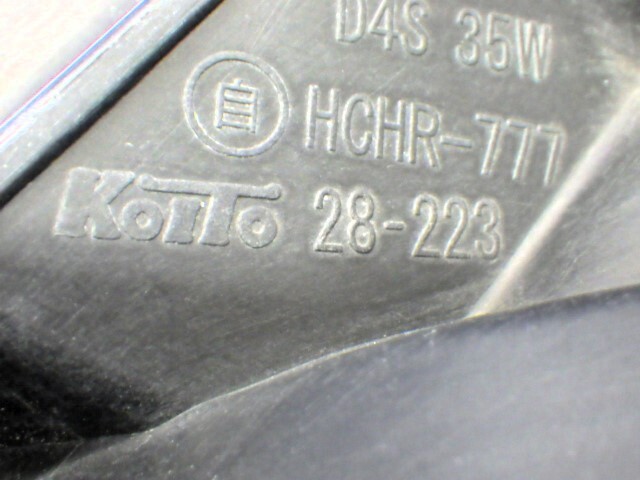 D4S 35W
自 HCHR-777
KoiTo 28-223